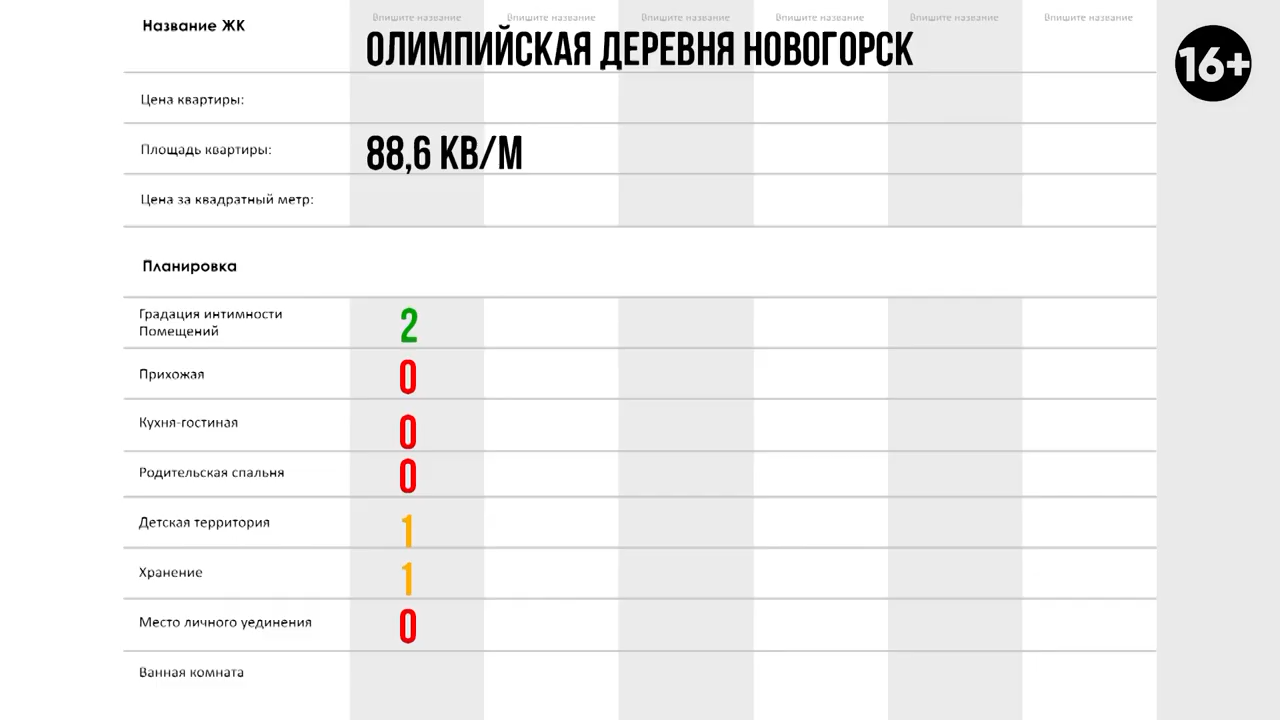 Название ЖК
Впишите название Впишите название Впишите название Впишите название Впишите название Впишите название
ОЛИМПИЙСКАЯ ДЕРЕВНЯ НОВОГОРСК
16+
Цена квартиры:
Площадь квартиры: 88,6 КВ/М
Цена за квадратный метр:
Планировка
Градация интимности
Помещений 2
Прихожая 0
Кухня-гостиная 0
Родительская спальня 0
Детская территория 1
Хранение 1
Место личного уединения 0
Ванная комната